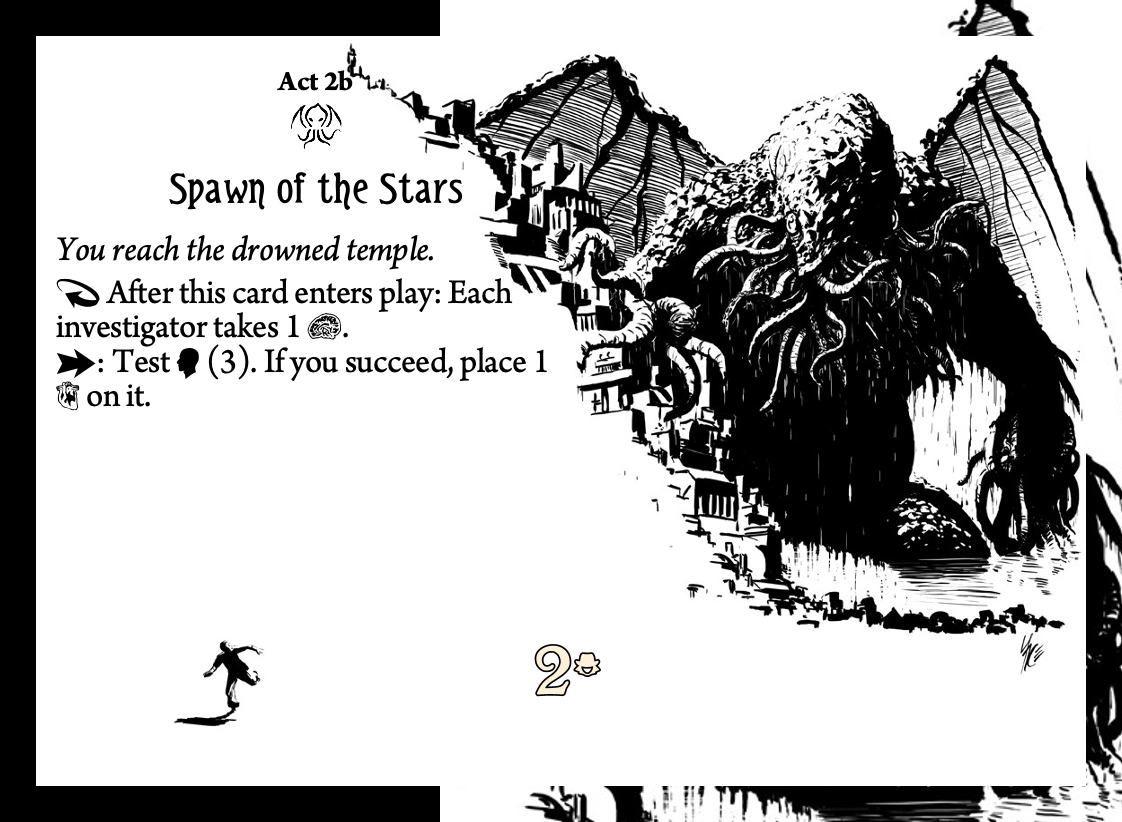 Act 2b
Spawn of the Stars
You reach the drowned temple.
After this card enters play: Each
investigator takes 1 .
: Test (3). If you succeed, place 1
on it.
2